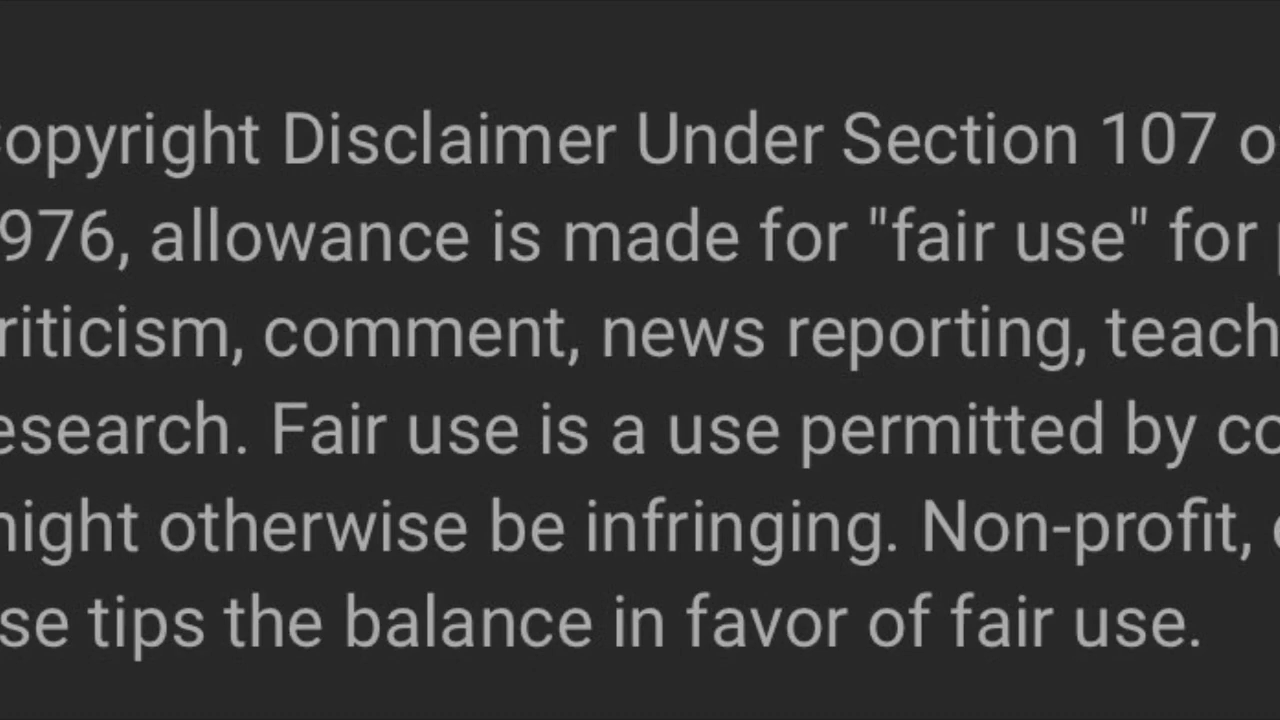 opyright Disclaimer Under Section 107 o
976, allowance is made for "fair use" for
riticism, comment, news reporting, teach
esearch. Fair use is a use permitted by co
night otherwise be infringing. Non-profit,
se tips the balance in favor of fair use.